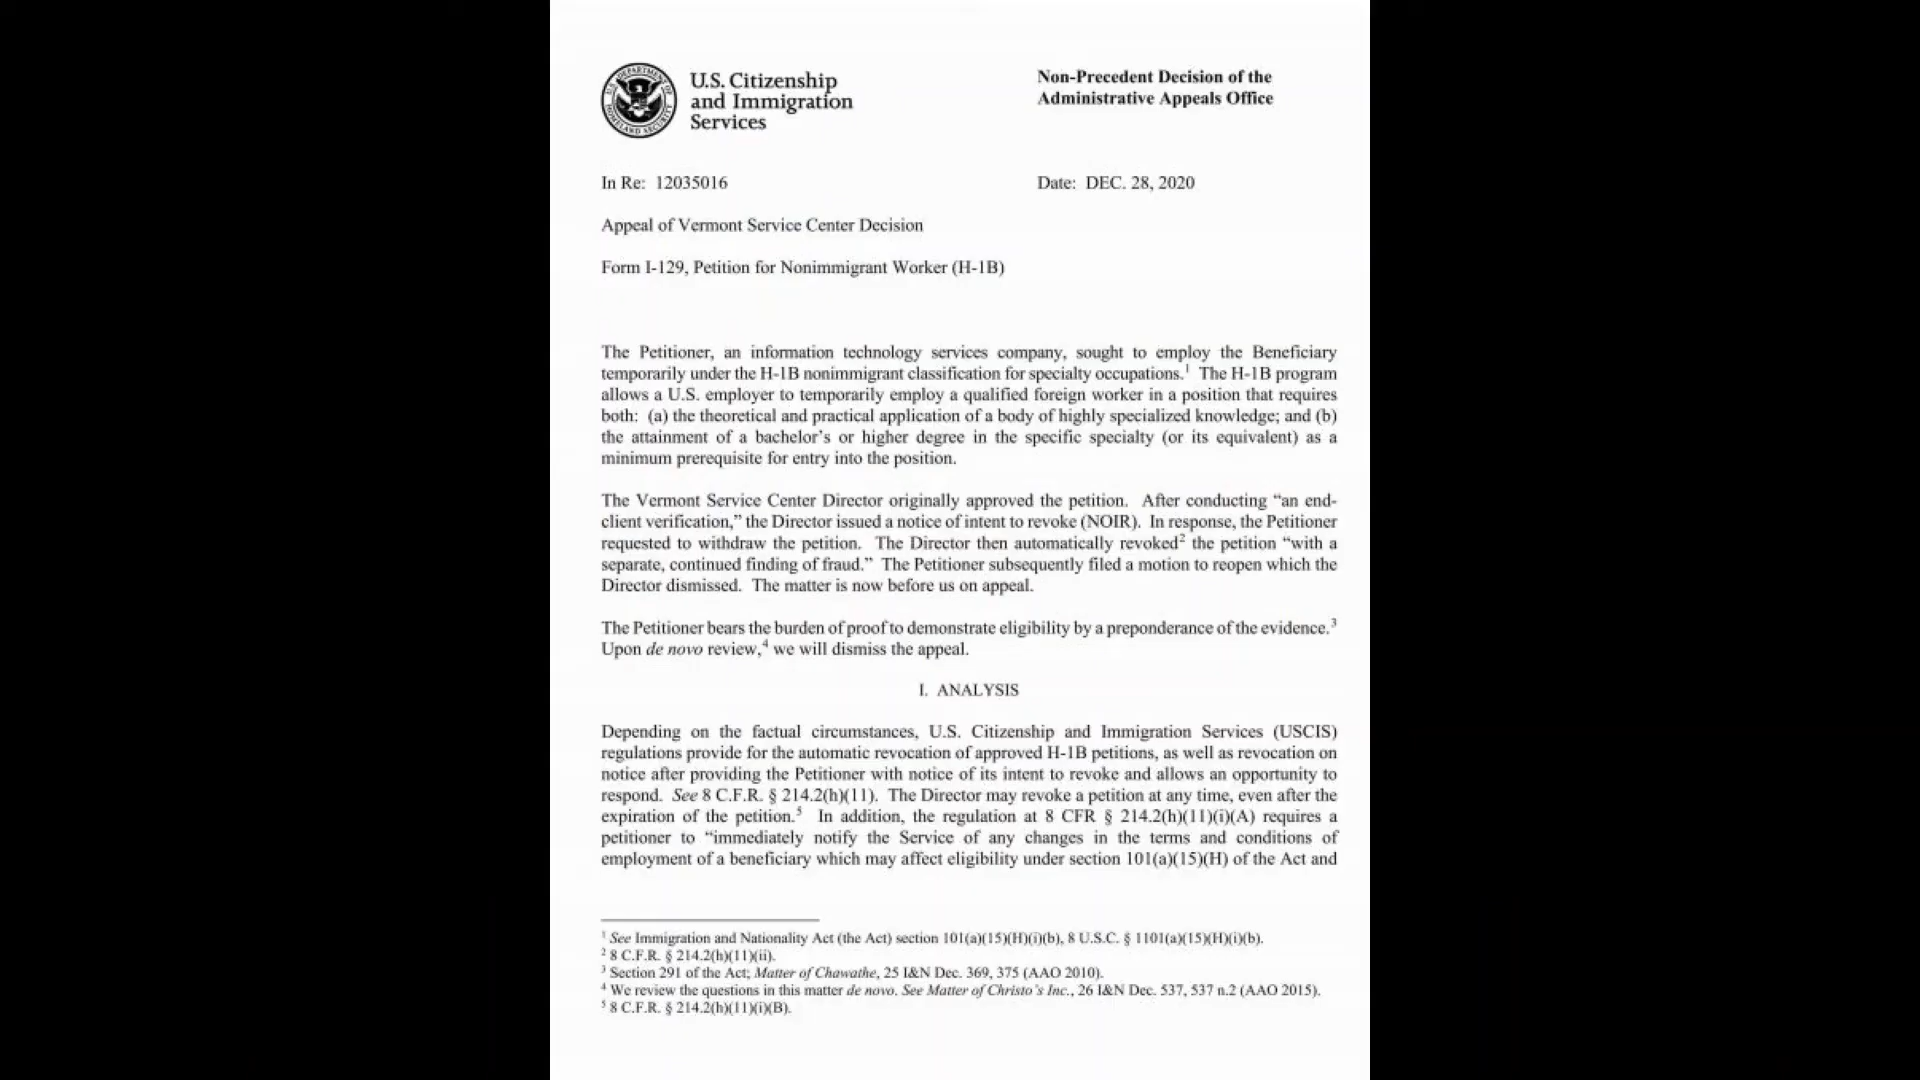 U.S. Citizenship
and Immigration
Services
Non-Precedent Decision of the
Administrative Appeals Office
In Re: 12035016
Date: DEC. 28, 2020
Appeal of Vermont Service Center Decision
Form I-129, Petition for Nonimmigrant Worker (H-1B)
The Petitioner, an information technology services company, sought to employ the Beneficiary
temporarily under the H-1B nonimmigrant classification for specialty occupations.¹ The H-1B program
allows a U.S. employer to temporarily employ a qualified foreign worker in a position that requires
both: (a) the theoretical and practical application of a body of highly specialized knowledge; and (b)
the attainment of a bachelor’s or higher degree in the specific specialty (or its equivalent) as a
minimum prerequisite for entry into the position.
The Vermont Service Center Director originally approved the petition. After conducting “an end-
client verification,” the Director issued a notice of intent to revoke (NOIR). In response, the Petitioner
requested to withdraw the petition. The Director then automatically revoked² the petition “with a
separate, continued finding of fraud.” The Petitioner subsequently filed a motion to reopen which the
Director dismissed. The matter is now before us on appeal.
The Petitioner bears the burden of proof to demonstrate eligibility by a preponderance of the evidence.³
Upon de novo review,⁴ we will dismiss the appeal.
I. ANALYSIS
Depending on the factual circumstances, U.S. Citizenship and Immigration Services (USCIS)
regulations provide for the automatic revocation of approved H-1B petitions, as well as revocation on
notice after providing the Petitioner with notice of its intent to revoke and allows an opportunity to
respond. See 8 C.F.R. § 214.2(h)(11). The Director may revoke a petition at any time, even after the
expiration of the petition.⁵ In addition, the regulation at 8 CFR § 214.2(h)(11)(i)(A) requires a
petitioner to “immediately notify the Service of any changes in the terms and conditions of
employment of a beneficiary which may affect eligibility under section 101(a)(15)(H) of the Act and
¹ See Immigration and Nationality Act (the Act) section 101(a)(15)(H)(i)(b), 8 U.S.C. § 1101(a)(15)(H)(i)(b).
² 8 C.F.R. § 214.2(h)(11)(ii).
³ Section 291 of the Act; Matter of Chawathe, 25 I&N Dec. 369, 375 (AAO 2010).
⁴ We review the questions in this matter de novo. See Matter of Christo’s Inc., 26 I&N Dec. 537, 537 n.2 (AAO 2015).
⁵ 8 C.F.R. § 214.2(h)(11)(i)(B).